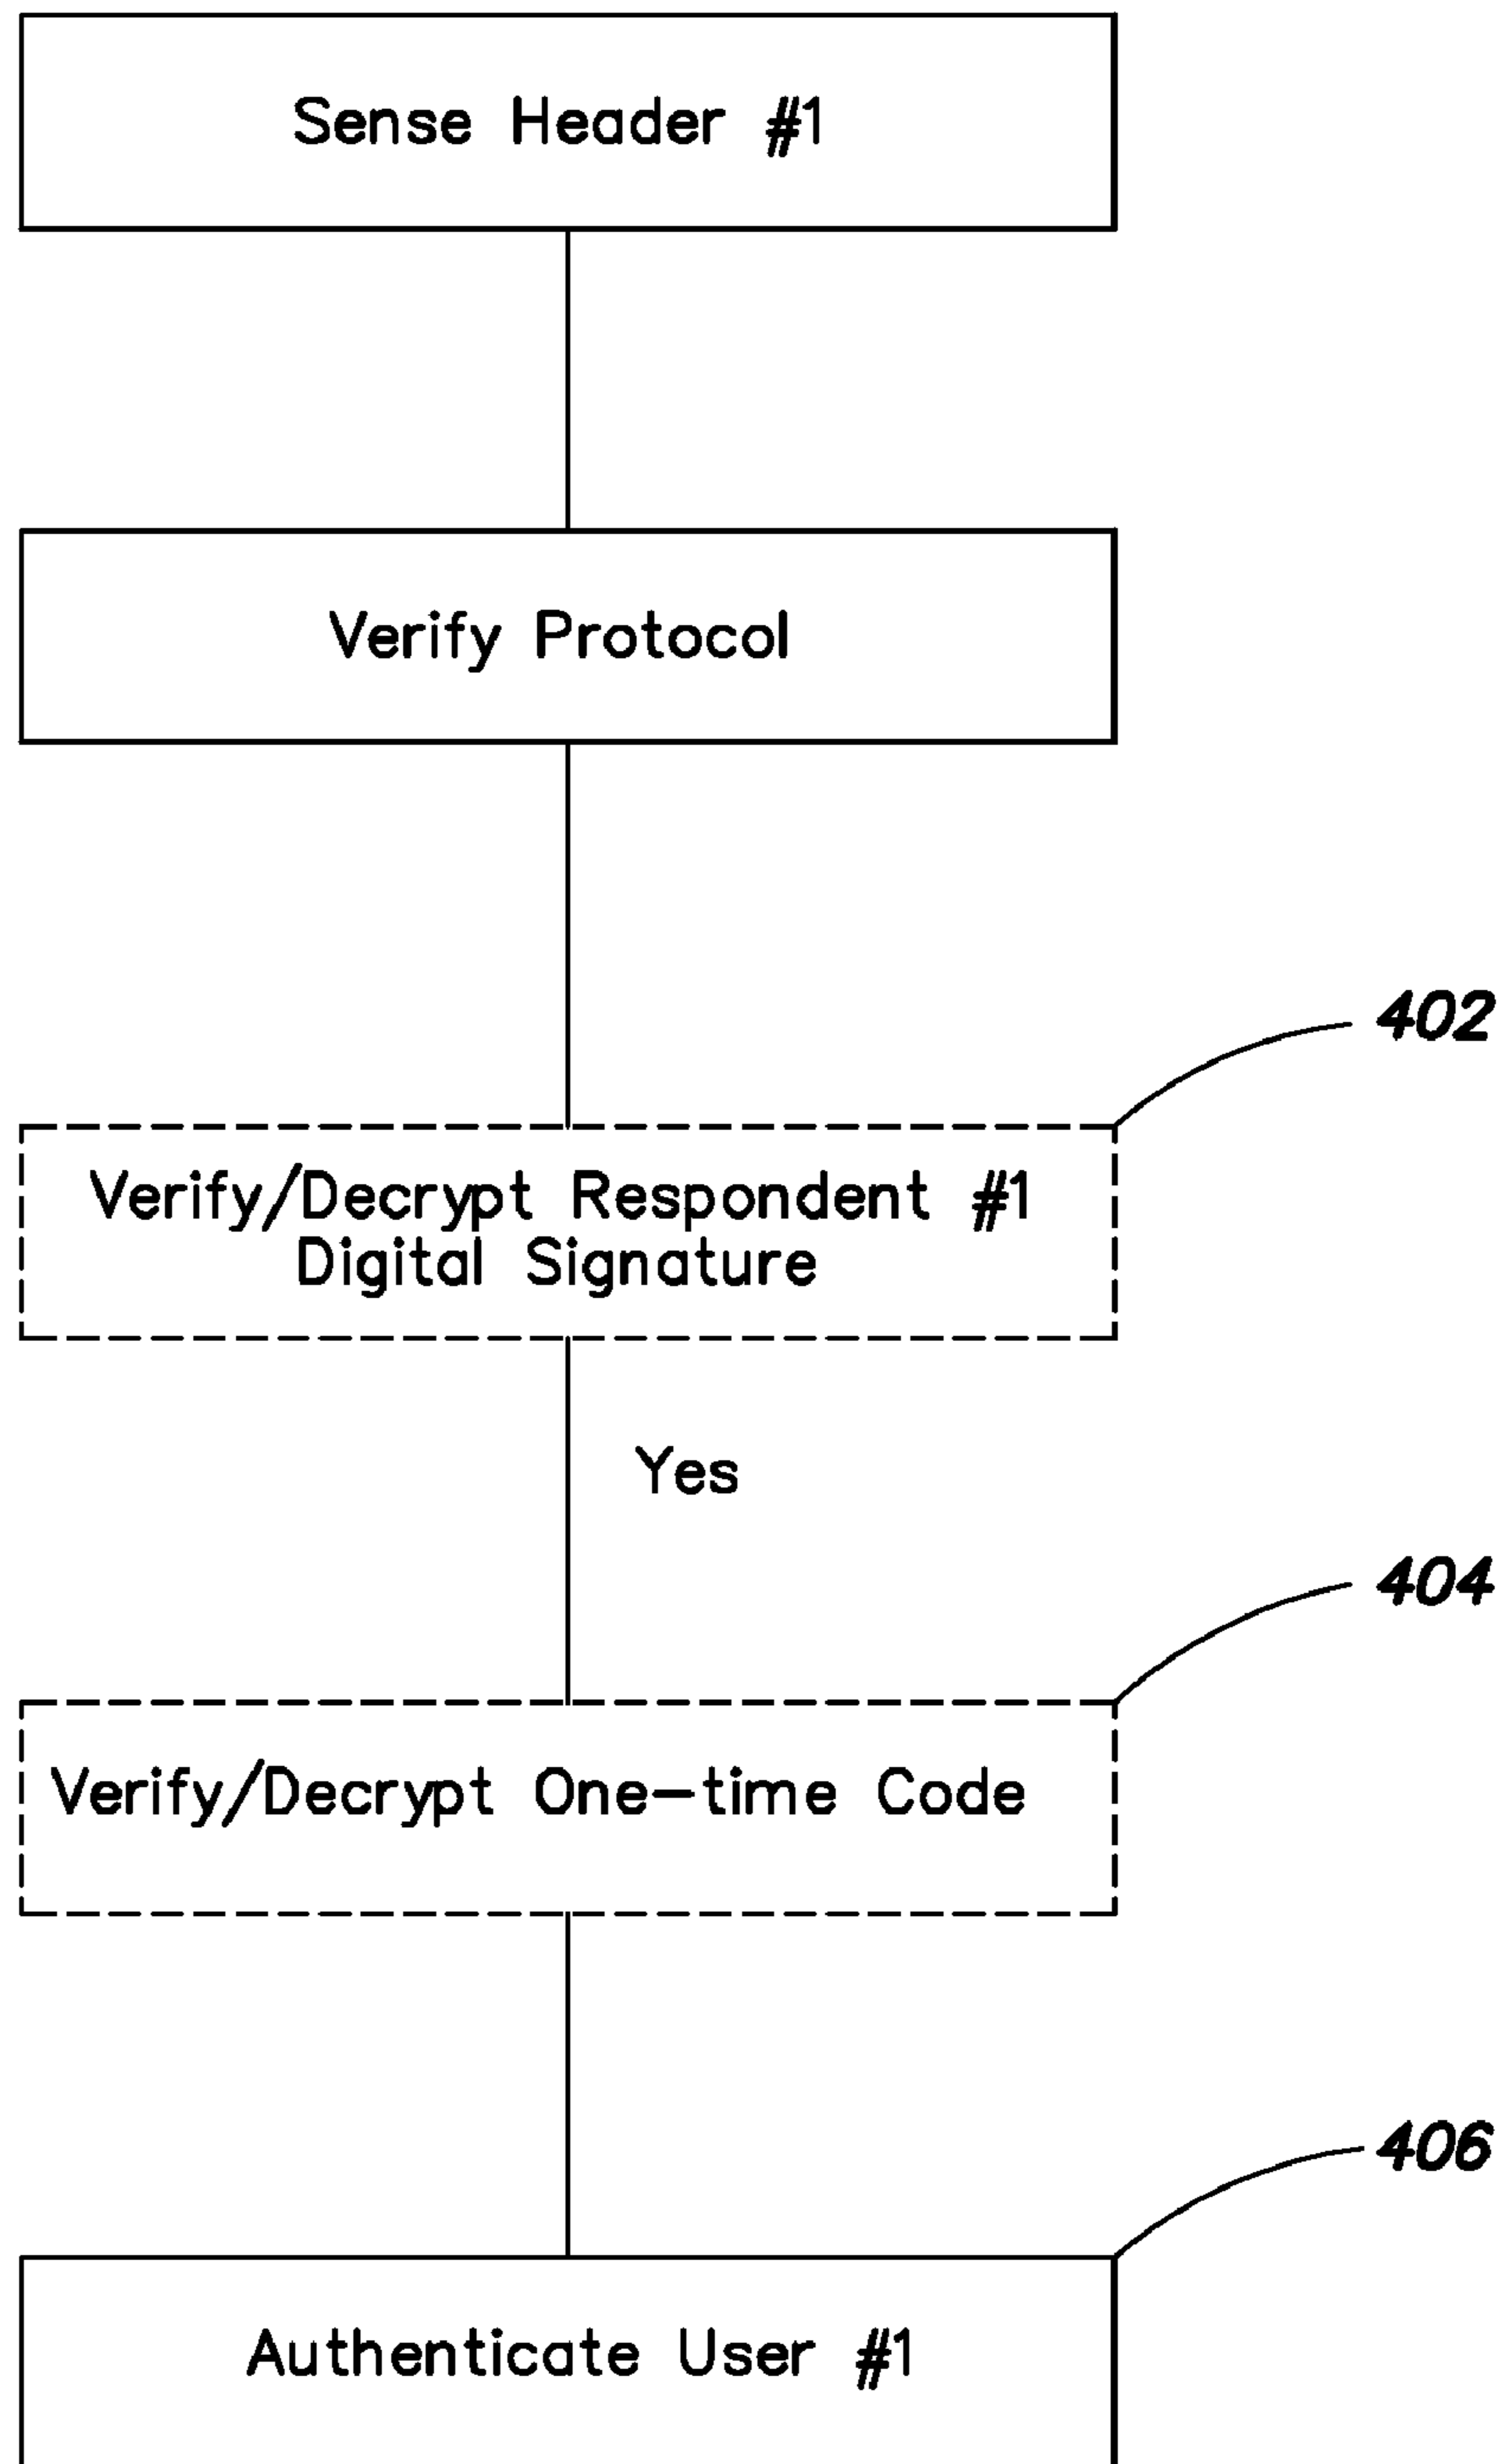 Sense Header #1
Verify Protocol
402
Verify/Decrypt Respondent #1
Digital Signature
Yes
404
Verify/Decrypt One-time Code
406
Authenticate User #1